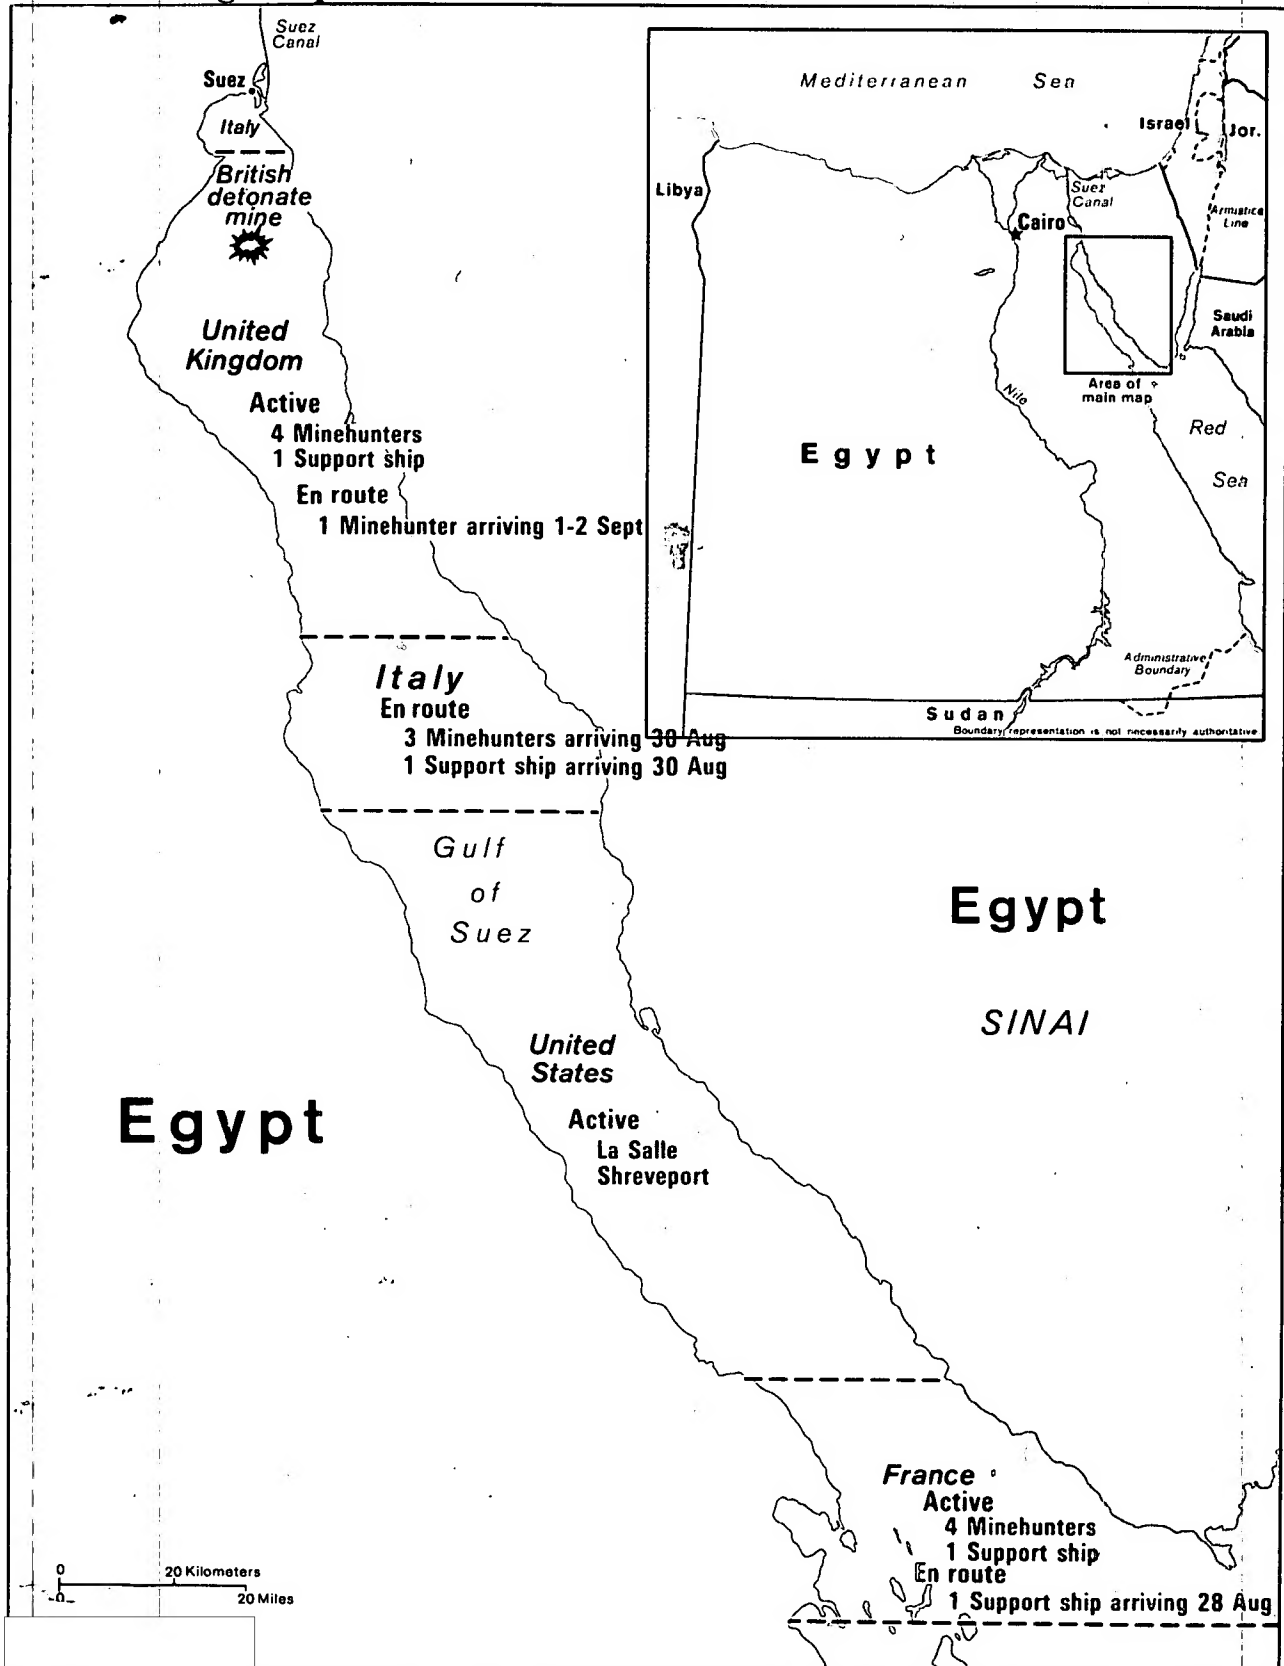 Suez
Canal
Suez
Italy
British
detonate
mine
United
Kingdom
Active
4 Minehunters
1 Support ship
En route
1 Minehunter arriving 1-2 Sept
Italy
En route
3 Minehunters arriving 30 Aug
1 Support ship arriving 30 Aug
Gulf
of
Suez
United
States
Active
La Salle
Shreveport
Egypt
Egypt
SINAI
France
Active
4 Minehunters
1 Support ship
En route
1 Support ship arriving 28 Aug
0
20 Kilometers
0
20 Miles
Mediterranean Sea
Israel
Jor.
Libya
Suez
Canal
Cairo
Armistice
Line
Saudi
Arabia
Area of
main map
Nile
Red
Sea
Egypt
Administrative
Boundary
Sudan
Boundary representation is not necessarily authoritative